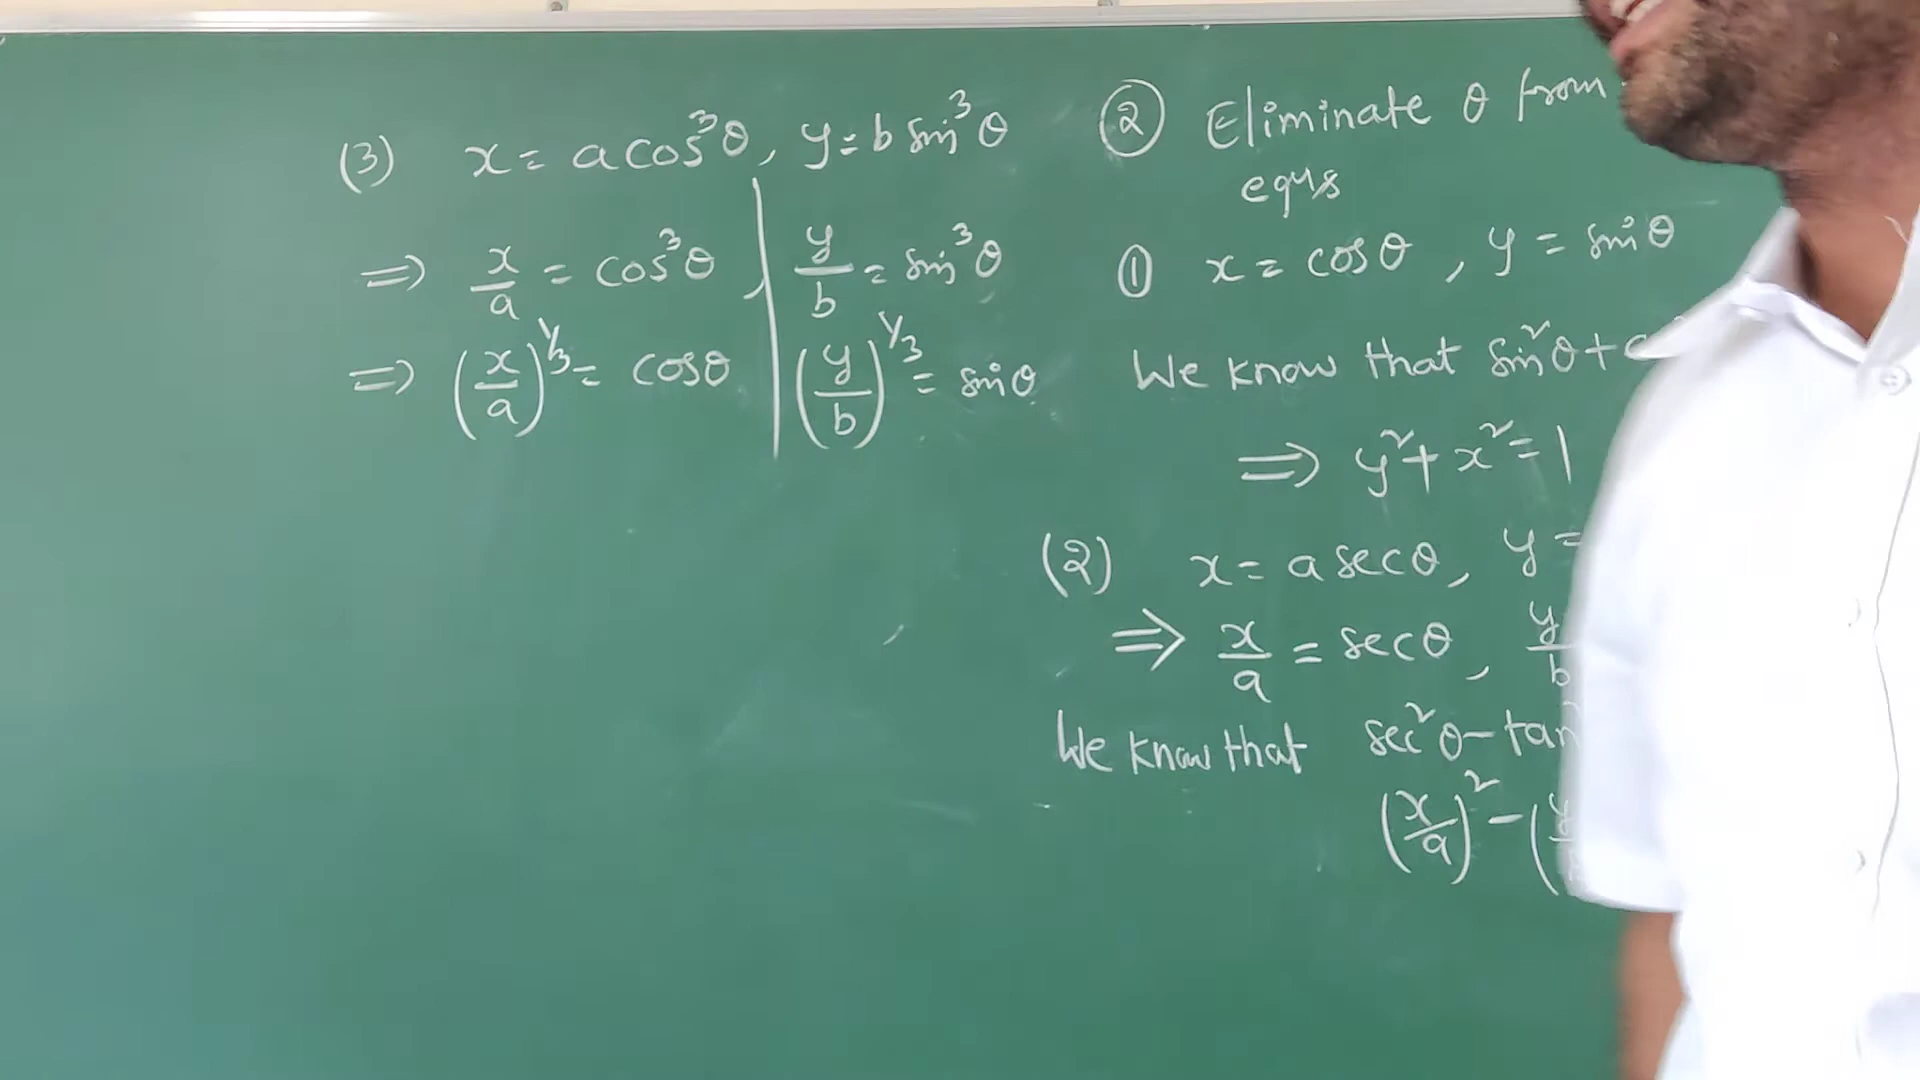 (3) x = a cos³θ, y = b sin³θ
⇒ x/a = cos³θ, y/b = sin³θ
⇒ (x/a)^1/3 = cosθ (y/b)^1/3 = sinθ
② Eliminate θ from
eqns
① x = cosθ, y = sinθ
We know that sin²θ +
⇒ y² + x² = 1
(2) x = a secθ, y =
⇒ x/a = secθ, y/b
We know that sec²θ - tan
(x/a)² - (